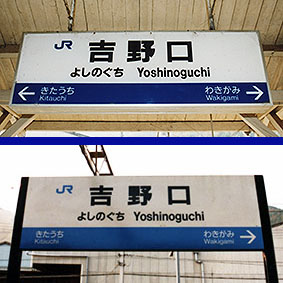 JR
吉野口
よしのぐち Yoshinoguchi
← きたうち わきかみ →
Kitauchi Wakigami
JR
吉野口
よしのぐち Yoshinoguchi
きたうち わきがみ →
Kitauchi Wakigami